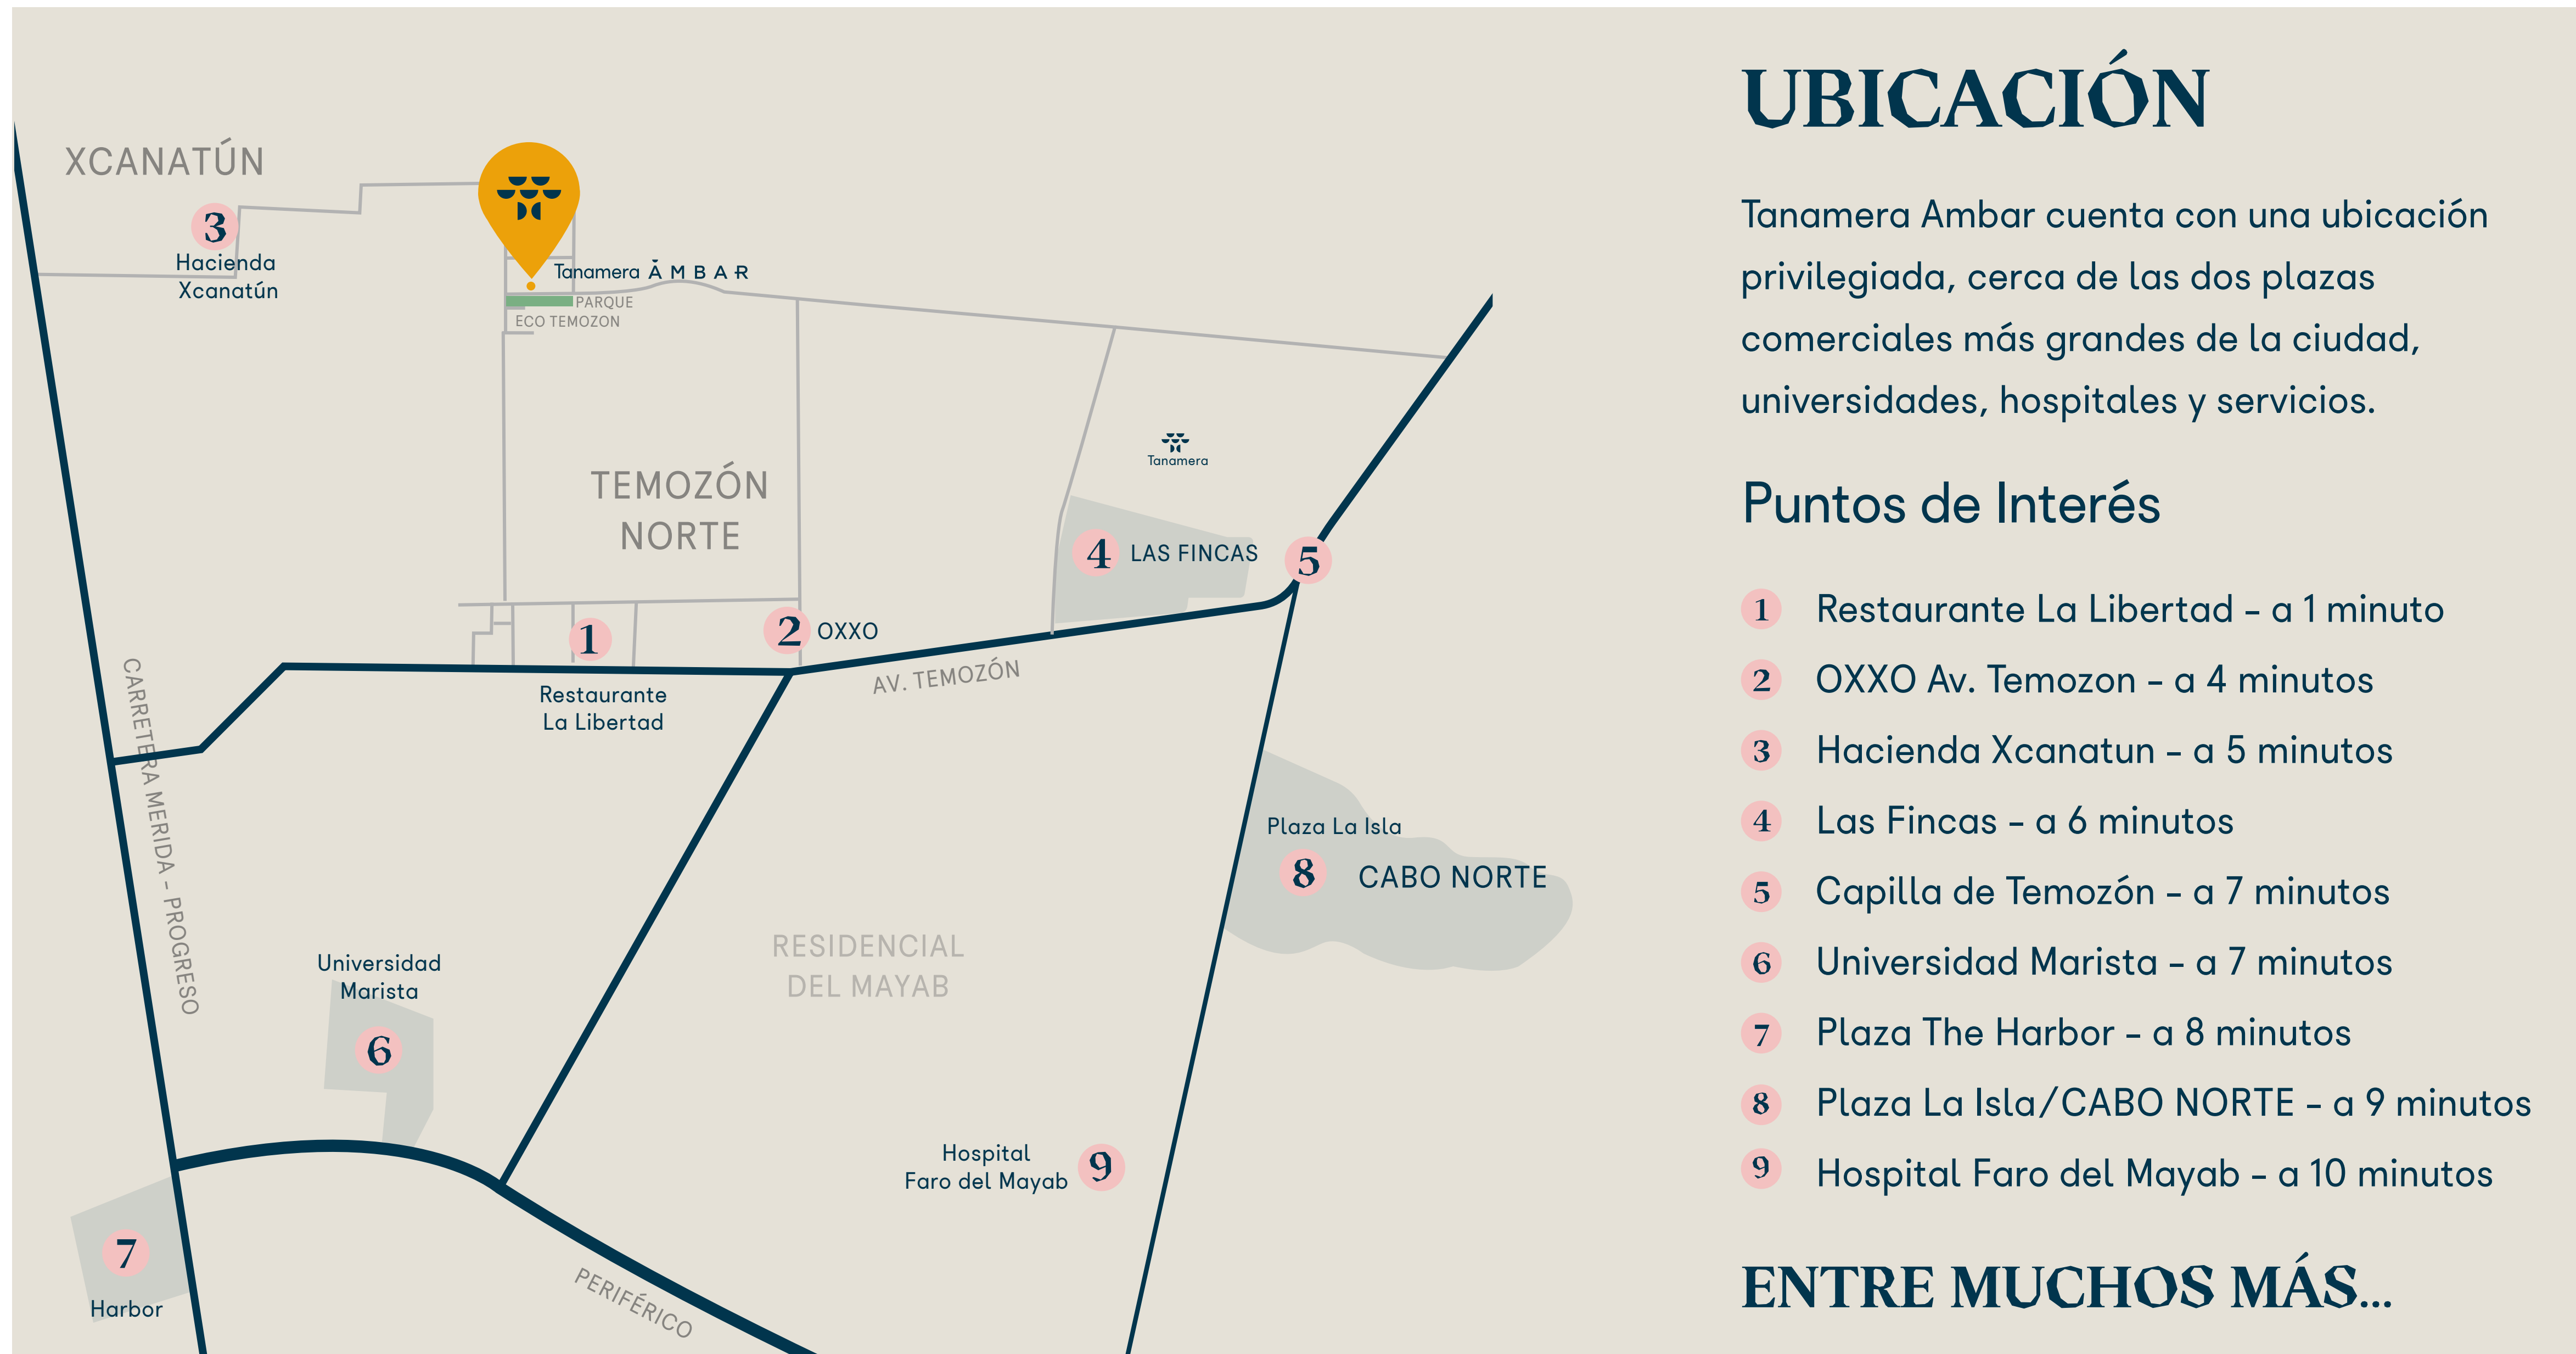 XCANATÚN
3
Hacienda
Xcanatún
Tanamera ÁMBAR
PARQUE
ECO TEMOZON
TEMOZÓN
NORTE
Tanamera
4 LAS FINCAS
5
1
2 OXXO
Restaurante
La Libertad
AV. TEMOZÓN
CARRETERA MERIDA - PROGRESO
Plaza La Isla
8 CABO NORTE
RESIDENCIAL
DEL MAYAB
Universidad
Marista
6
Hospital
Faro del Mayab
9
7
Harbor
PERIFÉRICO
UBICACIÓN
Tanamera Ambar cuenta con una ubicación
privilegiada, cerca de las dos plazas
comerciales más grandes de la ciudad,
universidades, hospitales y servicios.
Puntos de Interés
1 Restaurante La Libertad - a 1 minuto
2 OXXO Av. Temozon - a 4 minutos
3 Hacienda Xcanatun - a 5 minutos
4 Las Fincas - a 6 minutos
5 Capilla de Temozón - a 7 minutos
6 Universidad Marista - a 7 minutos
7 Plaza The Harbor - a 8 minutos
8 Plaza La Isla/CABO NORTE - a 9 minutos
9 Hospital Faro del Mayab - a 10 minutos
ENTRE MUCHOS MÁS...